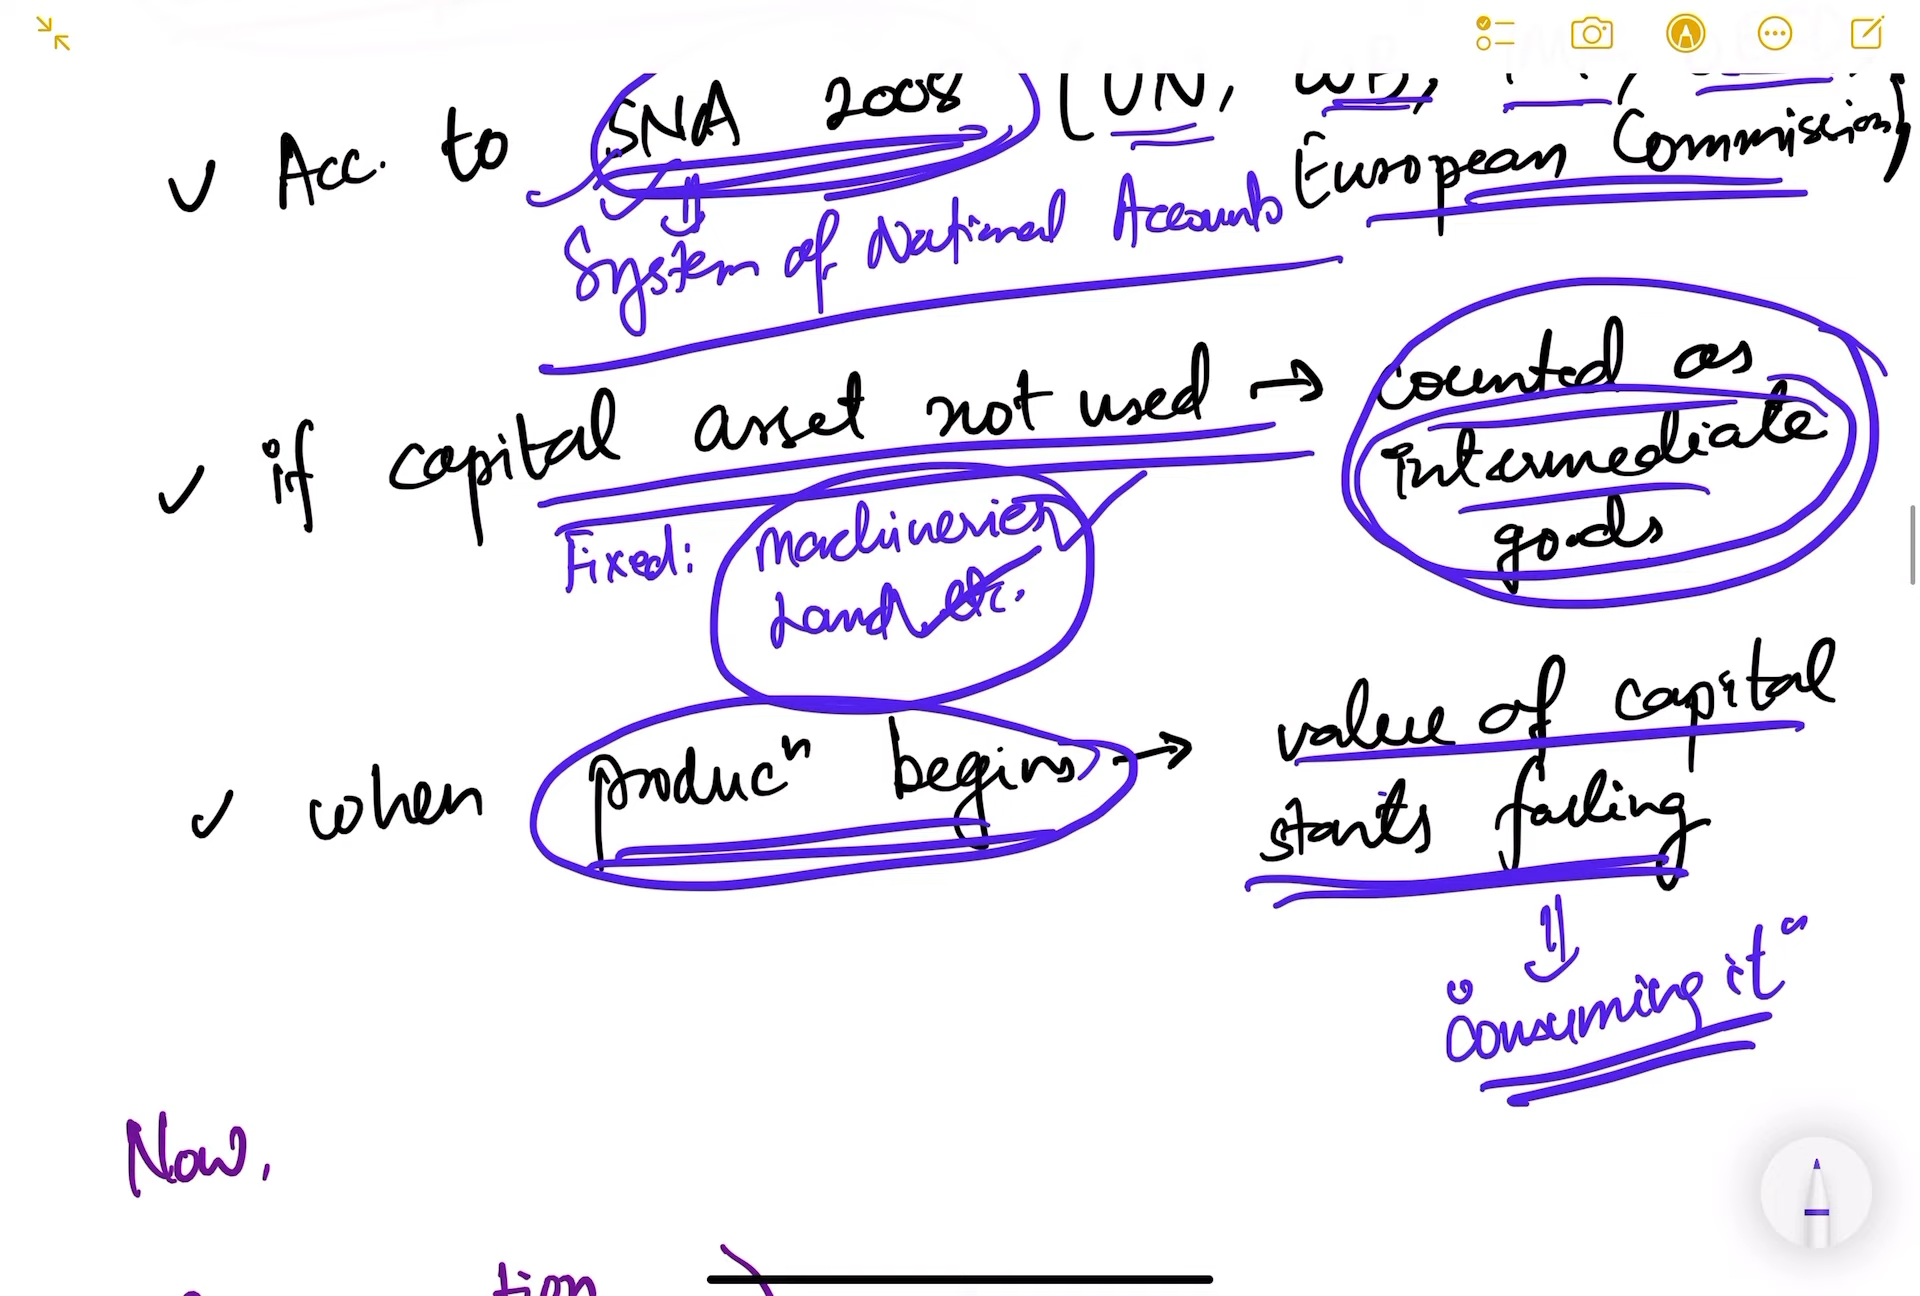 ✓ Acc. to SNA 2008 (UN, WB,
European Commission)
System of National Accounts
✓ if capital asset not used → counted as
intermediate
goods
Fixed: Machineries
Land etc.
✓ when producⁿ begins → value of capital
starts falling
⇓
"Consuming it"
Now,
tion